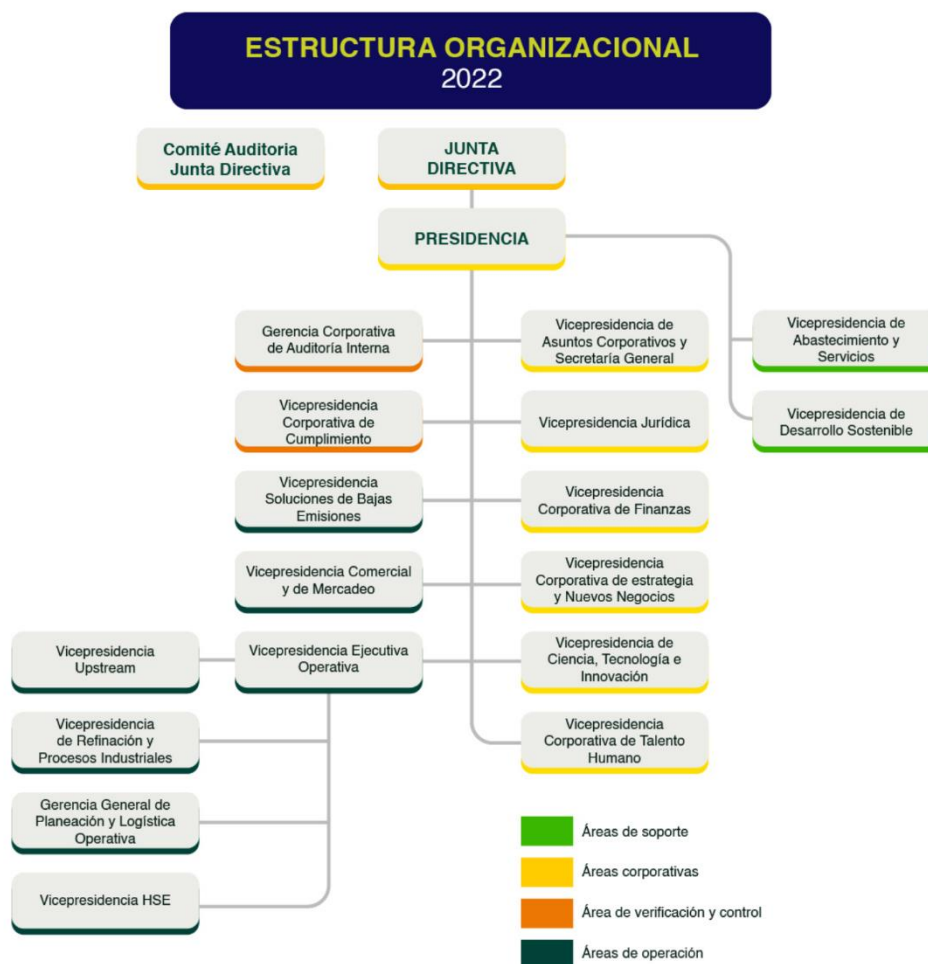 ESTRUCTURA ORGANIZACIONAL
2022
Comité Auditoria
Junta Directiva
JUNTA
DIRECTIVA
PRESIDENCIA
Gerencia Corporativa
de Auditoría Interna
Vicepresidencia de
Asuntos Corporativos y
Secretaría General
Vicepresidencia de
Abastecimiento y
Servicios
Vicepresidencia
Corporativa de
Cumplimiento
Vicepresidencia Jurídica
Vicepresidencia de
Desarrollo Sostenible
Vicepresidencia
Soluciones de Bajas
Emisiones
Vicepresidencia
Corporativa de Finanzas
Vicepresidencia Comercial
y de Mercadeo
Vicepresidencia
Corporativa de estrategia
y Nuevos Negocios
Vicepresidencia
Upstream
Vicepresidencia Ejecutiva
Operativa
Vicepresidencia de
Ciencia, Tecnología e
Innovación
Vicepresidencia
de Refinación y
Procesos Industriales
Vicepresidencia
Corporativa de Talento
Humano
Gerencia General de
Planeación y Logística
Operativa
Vicepresidencia HSE
Áreas de soporte
Áreas corporativas
Área de verificación y control
Áreas de operación